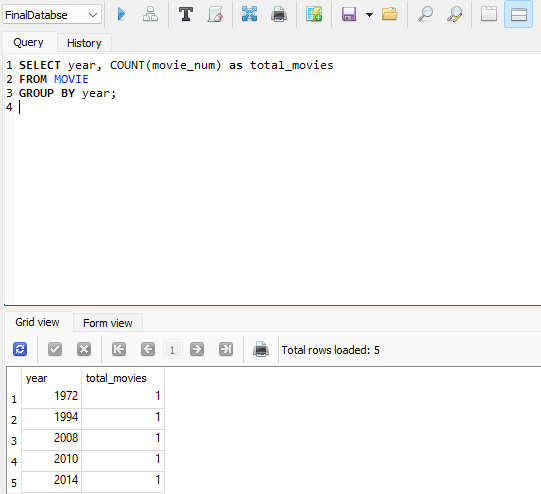 FinalDatabse
Query History
1 SELECT year, COUNT(movie_num) as total_movies
2 FROM MOVIE
3 GROUP BY year;
4
Grid view Form view
1 Total rows loaded: 5
year total_movies
1 1972 1
2 1994 1
3 2008 1
4 2010 1
5 2014 1